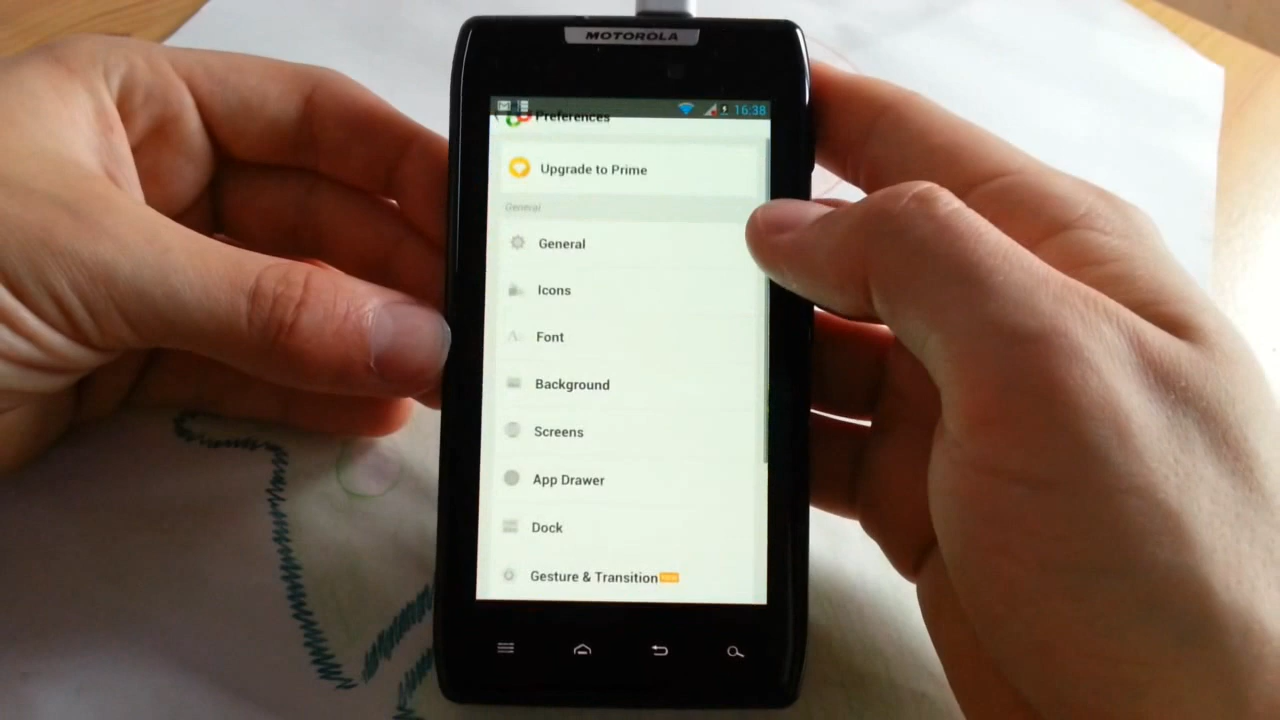 MOTOROLA
16:38
Preferences
Upgrade to Prime
General
General
Icons
Font
Background
Screens
App Drawer
Dock
Gesture & Transition